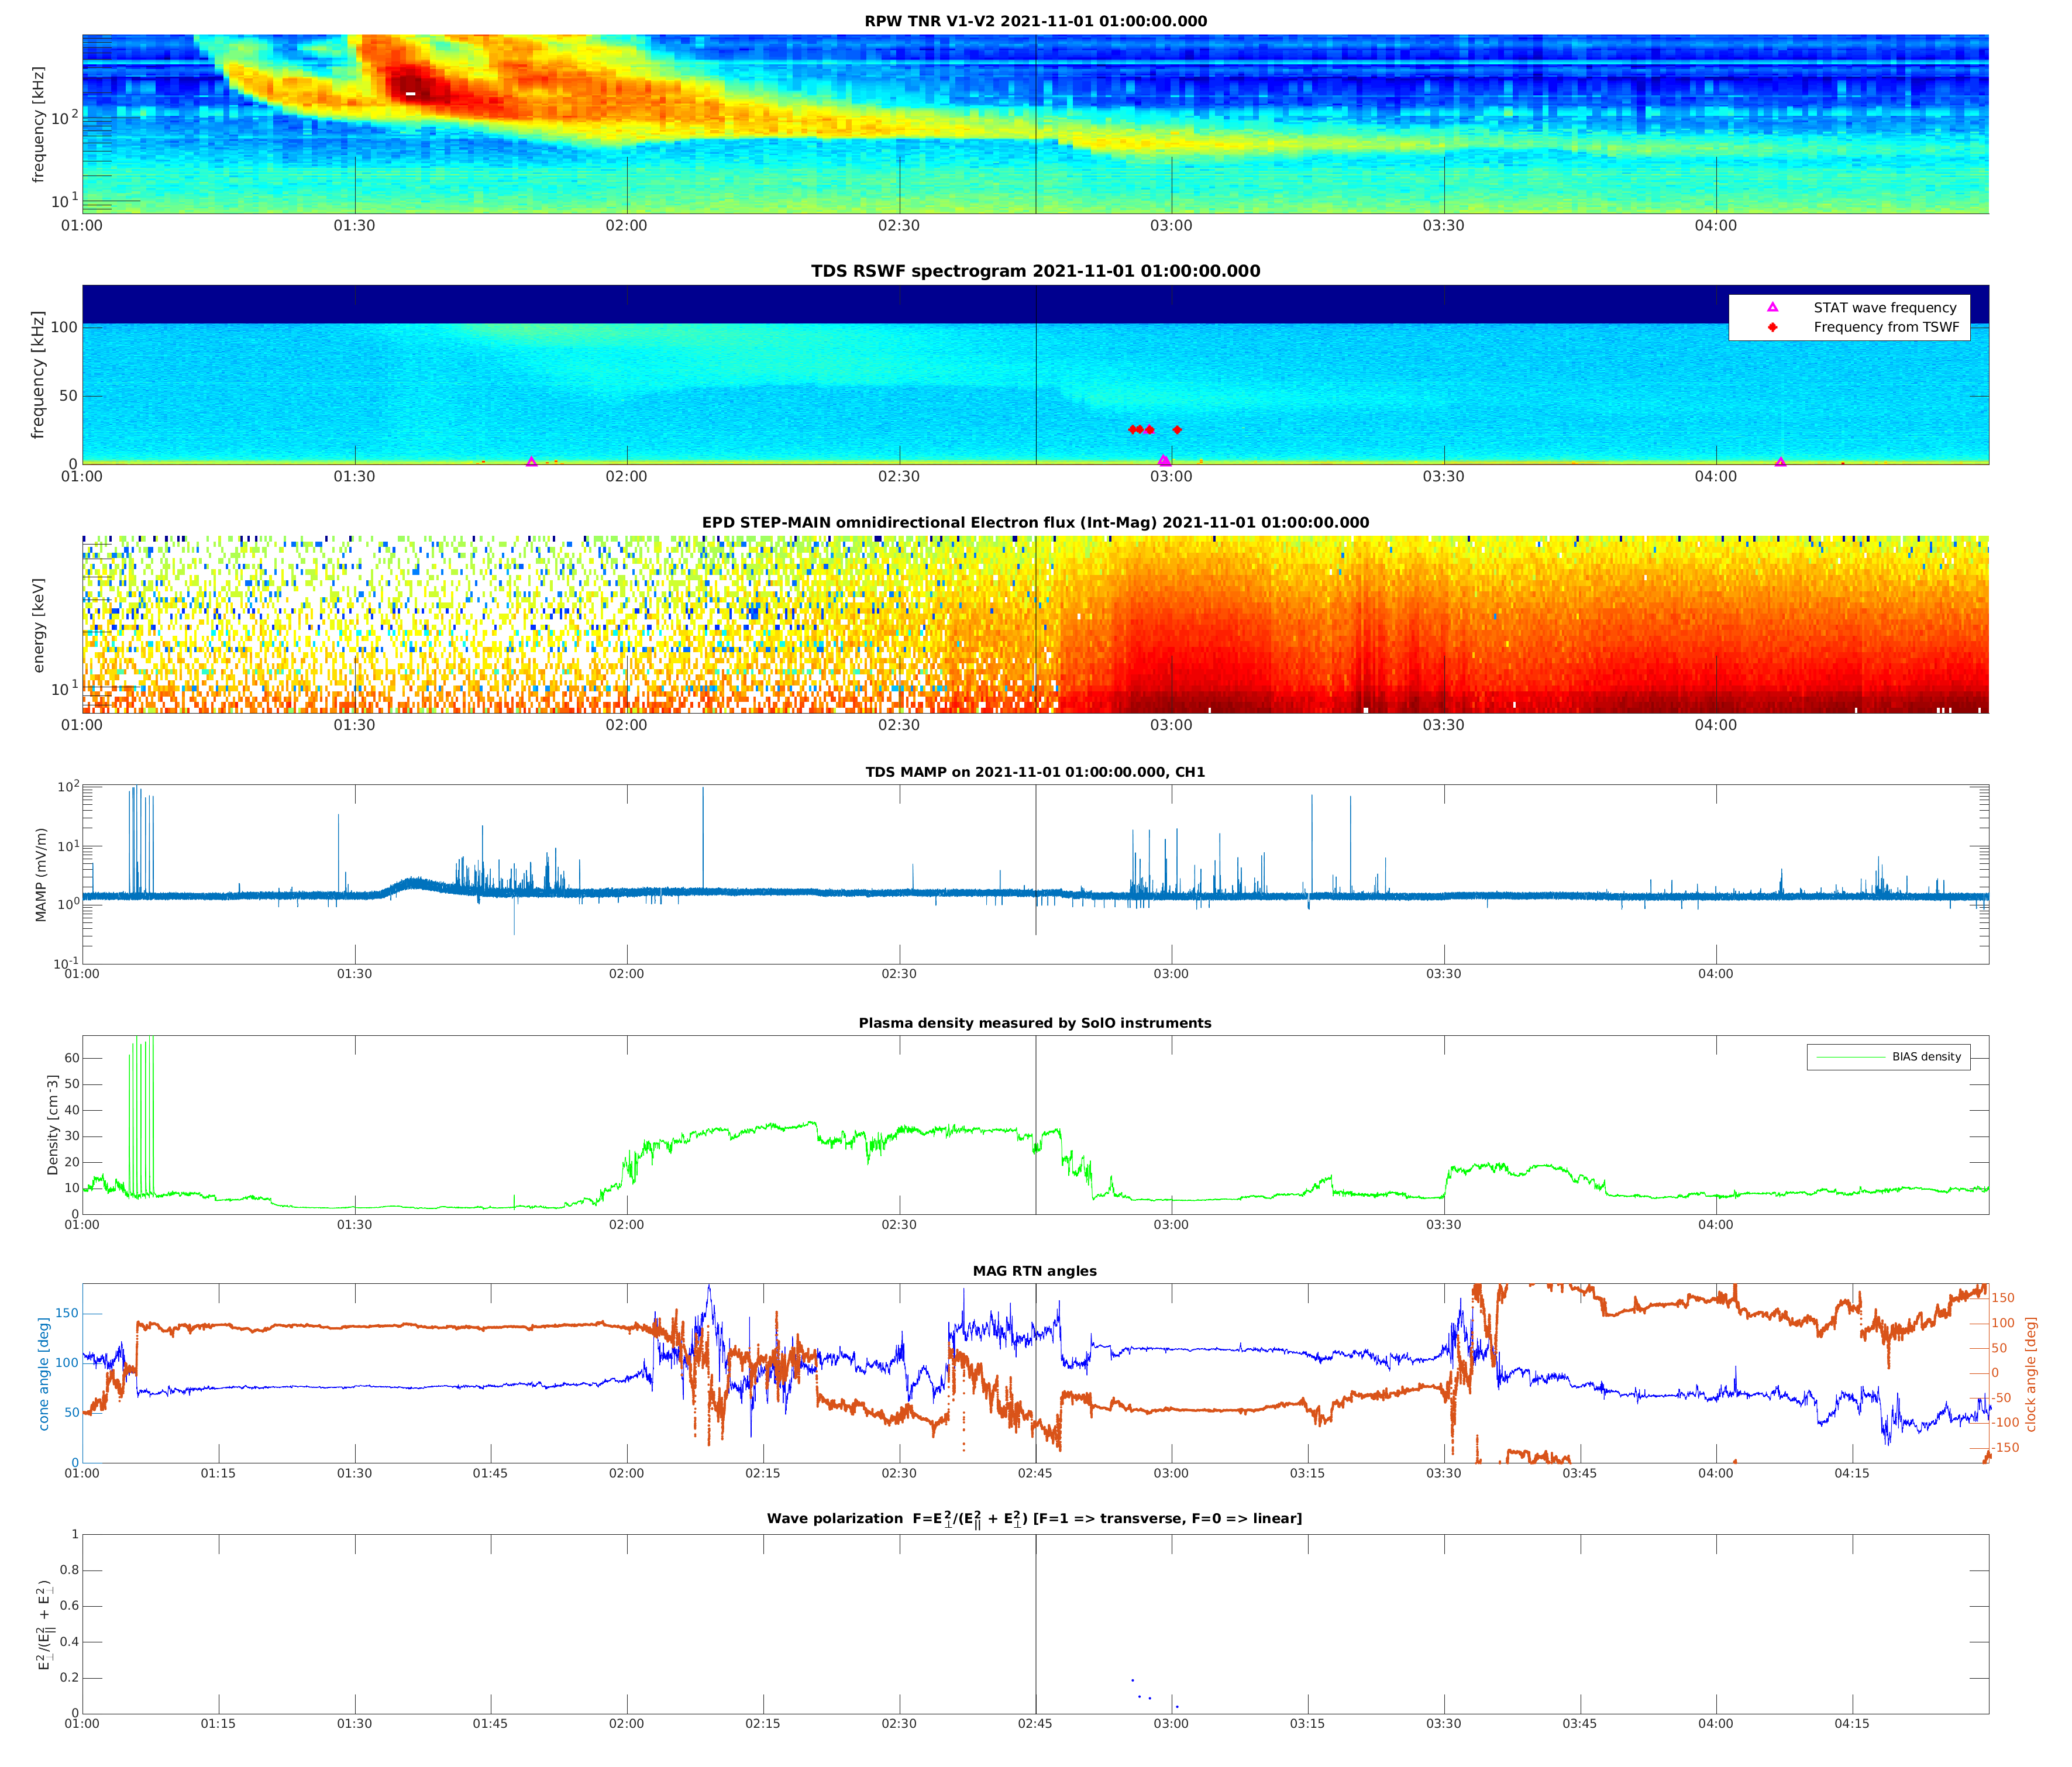 RPW TNR V1-V2 2021-11-01 01:00:00.000
frequency [kHz]
10^2
10^1
01:00 01:30 02:00 02:30 03:00 03:30 04:00
TDS RSWF spectrogram 2021-11-01 01:00:00.000
frequency [kHz]
100
50
0
STAT wave frequency
Frequency from TSWF
01:00 01:30 02:00 02:30 03:00 03:30 04:00
EPD STEP-MAIN omnidirectional Electron flux (Int-Mag) 2021-11-01 01:00:00.000
energy [keV]
10^1
01:00 01:30 02:00 02:30 03:00 03:30 04:00
TDS MAMP on 2021-11-01 01:00:00.000, CH1
MAMP (mV/m)
10^2
10^1
10^0
10^-1
01:00 01:30 02:00 02:30 03:00 03:30 04:00
Plasma density measured by SolO instruments
Density [cm^-3]
60
50
40
30
20
10
0
BIAS density
01:00 01:30 02:00 02:30 03:00 03:30 04:00
MAG RTN angles
cone angle [deg]
150
100
50
0
clock angle [deg]
150
100
50
0
-50
-100
-150
01:00 01:15 01:30 01:45 02:00 02:15 02:30 02:45 03:00 03:15 03:30 03:45 04:00 04:15
Wave polarization F=E⊥^2/(E||^2 + E⊥^2) [F=1 => transverse, F=0 => linear]
E⊥^2/(E||^2 + E⊥^2)
1
0.8
0.6
0.4
0.2
0
01:00 01:15 01:30 01:45 02:00 02:15 02:30 02:45 03:00 03:15 03:30 03:45 04:00 04:15